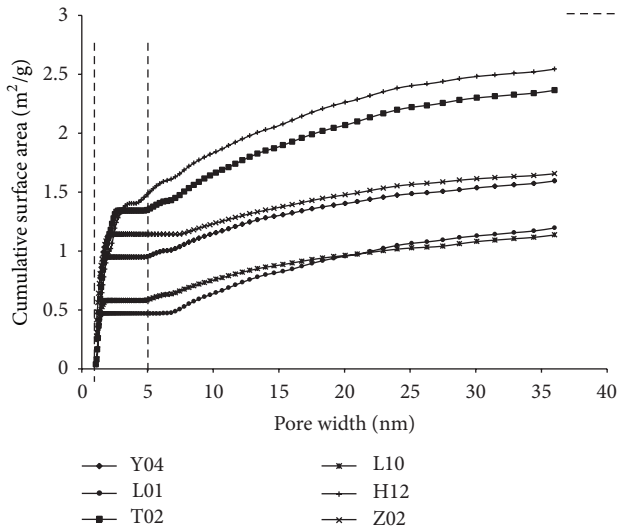 3
2.5
2
1.5
1
0.5
0
Cumulative surface area (m²/g)
0 5 10 15 20 25 30 35 40
Pore width (nm)
Y04 L10
L01 H12
T02 Z02